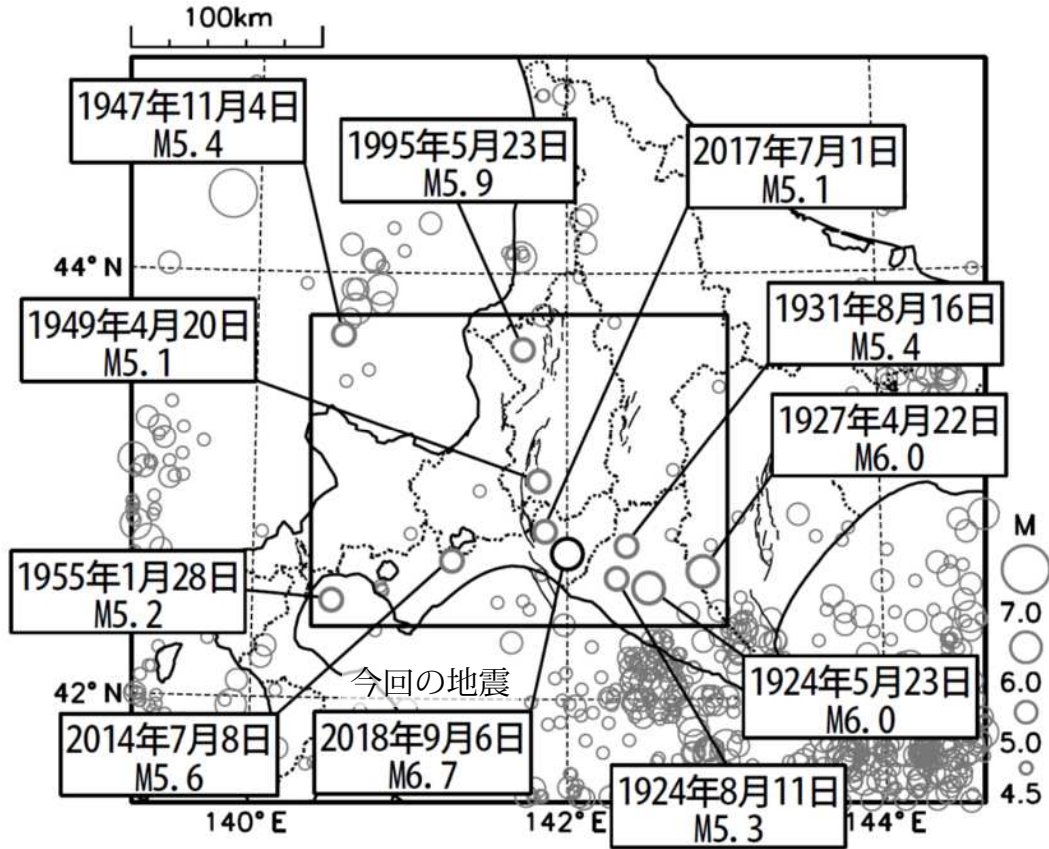 100km
1947年11月4日
M5.4
1995年5月23日
M5.9
2017年7月1日
M5.1
44°N
1949年4月20日
M5.1
1931年8月16日
M5.4
1927年4月22日
M6.0
M
7.0
6.0
5.0
4.5
1955年1月28日
M5.2
今回の地震
42°N
1924年5月23日
M6.0
2014年7月8日
M5.6
2018年9月6日
M6.7
1924年8月11日
M5.3
140°E
142°E
144°E